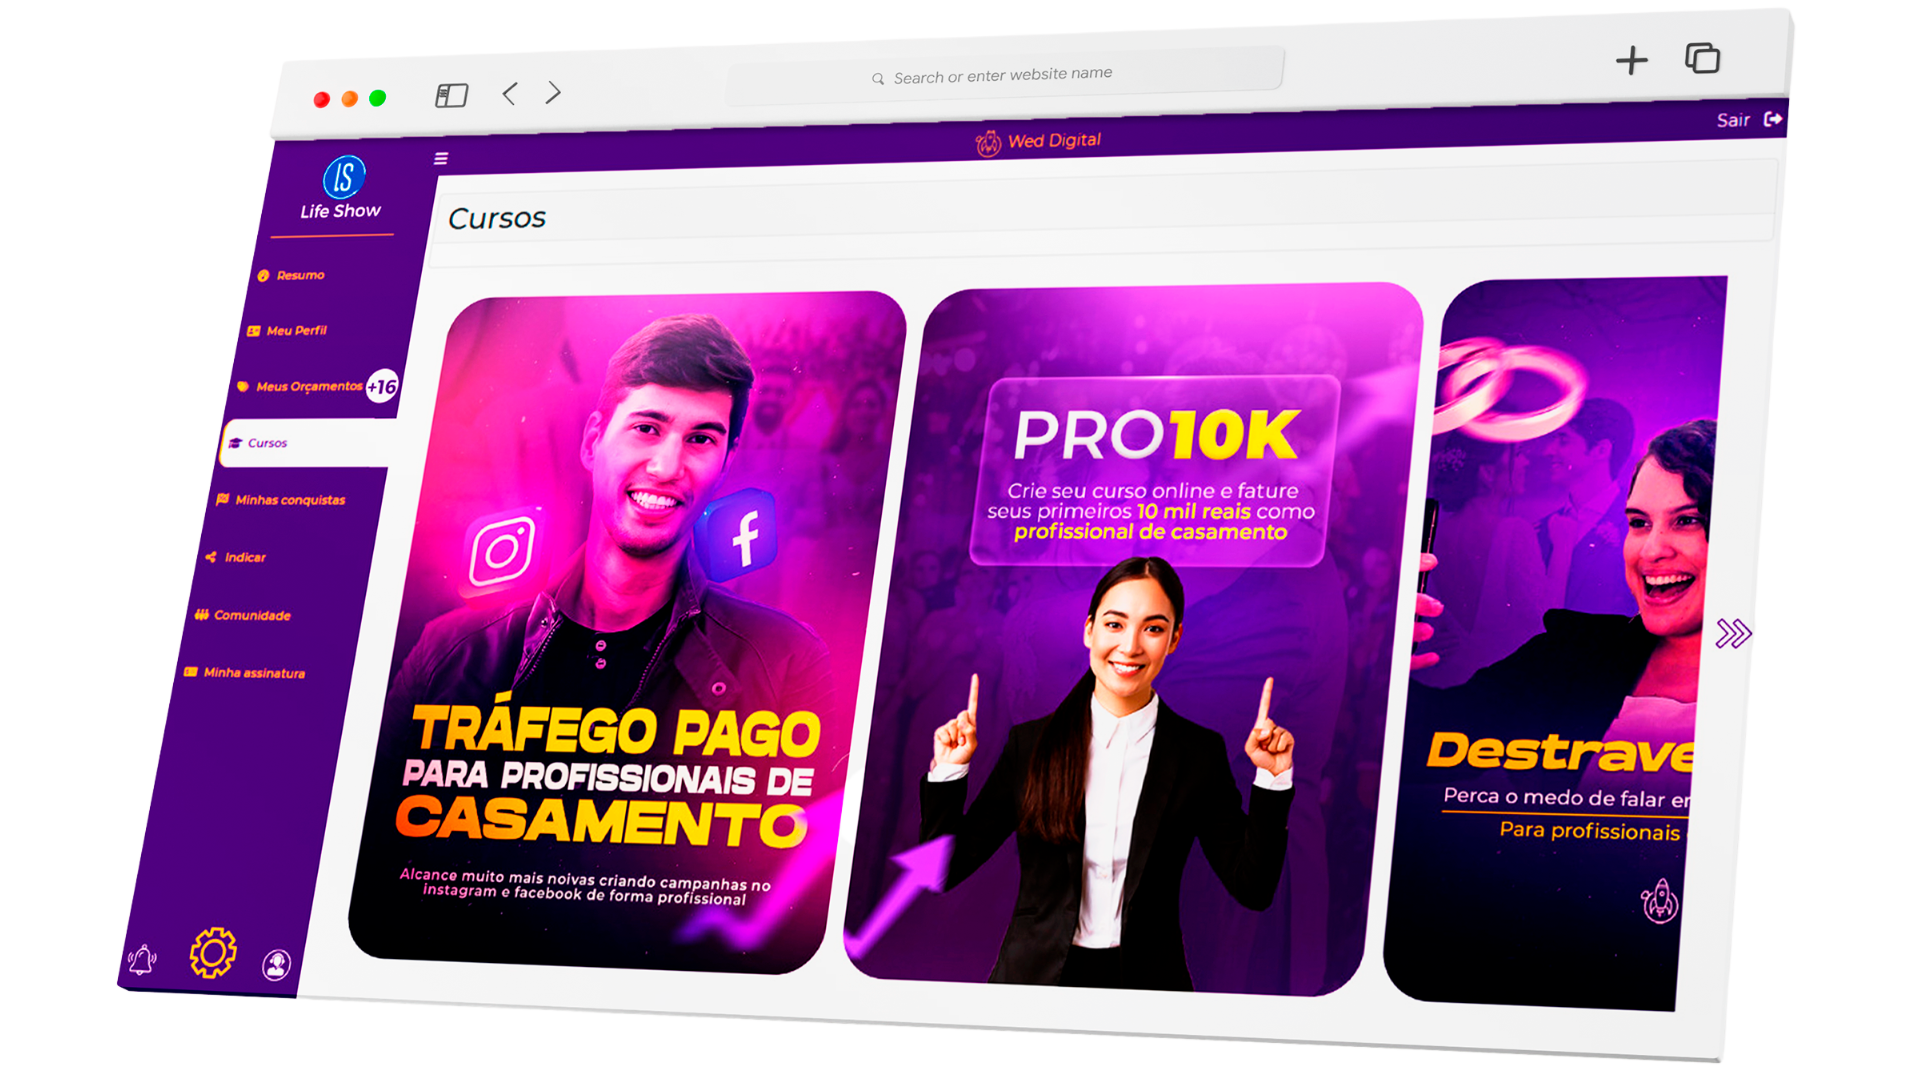 Search or enter website name
Wed Digital
Sair
LS
Life Show
Resumo
Meu Perfil
Meus Orçamentos +16
Cursos
Minhas conquistas
Indicar
Comunidade
Minha assinatura
Cursos
f
TRÁFEGO PAGO
PARA PROFISSIONAIS DE
CASAMENTO
Alcance muito mais noivas criando campanhas no
instagram e facebook de forma profissional
PRO10K
Crie seu curso online e fature
seus primeiros 10 mil reais como
profissional de casamento
Destrave
Perca o medo de falar e
Para profissionais